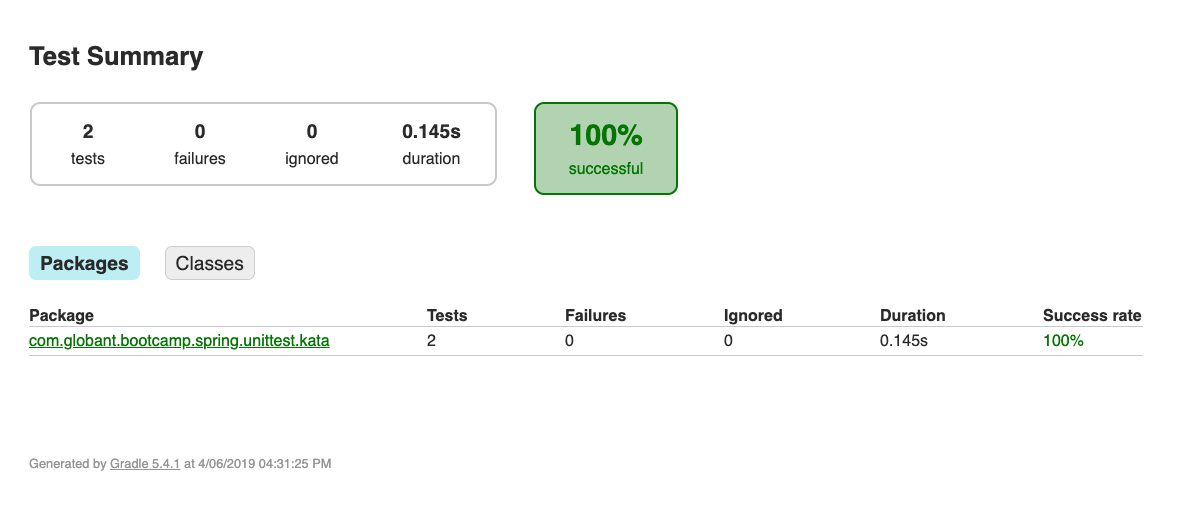 Test Summary
2 0 0 0.145s
tests failures ignored duration
100%
successful
Packages Classes
Package Tests Failures Ignored Duration Success rate
com.globant.bootcamp.spring.unittest.kata 2 0 0 0.145s 100%
Generated by Gradle 5.4.1 at 4/06/2019 04:31:25 PM